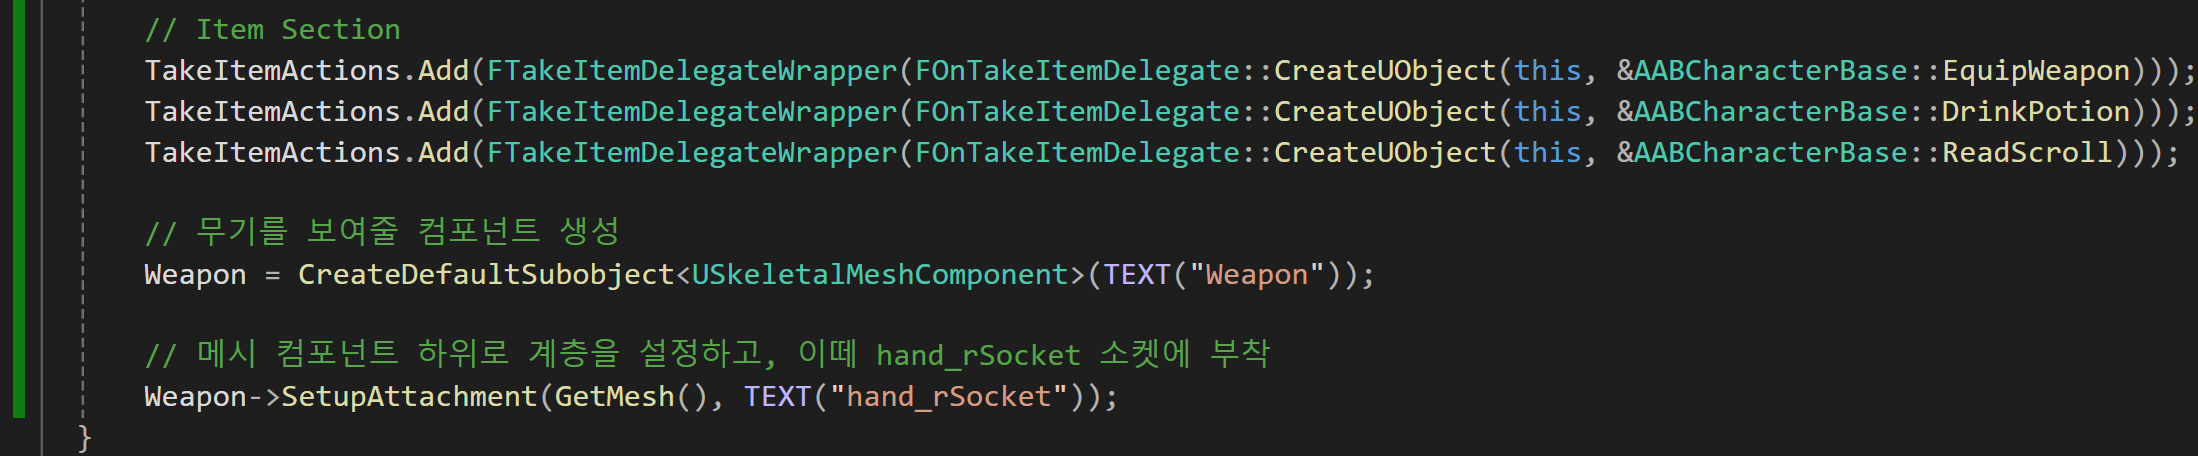 // Item Section
TakeItemActions.Add(FTakeItemDelegateWrapper(FOnTakeItemDelegate::CreateUObject(this, &AABCharacterBase::EquipWeapon)));
TakeItemActions.Add(FTakeItemDelegateWrapper(FOnTakeItemDelegate::CreateUObject(this, &AABCharacterBase::DrinkPotion)));
TakeItemActions.Add(FTakeItemDelegateWrapper(FOnTakeItemDelegate::CreateUObject(this, &AABCharacterBase::ReadScroll)));
// 무기를 보여줄 컴포넌트 생성
Weapon = CreateDefaultSubobject<USkeletalMeshComponent>(TEXT("Weapon"));
// 메시 컴포넌트 하위로 계층을 설정하고, 이떼 hand_rSocket 소켓에 부착
Weapon->SetupAttachment(GetMesh(), TEXT("hand_rSocket"));
}